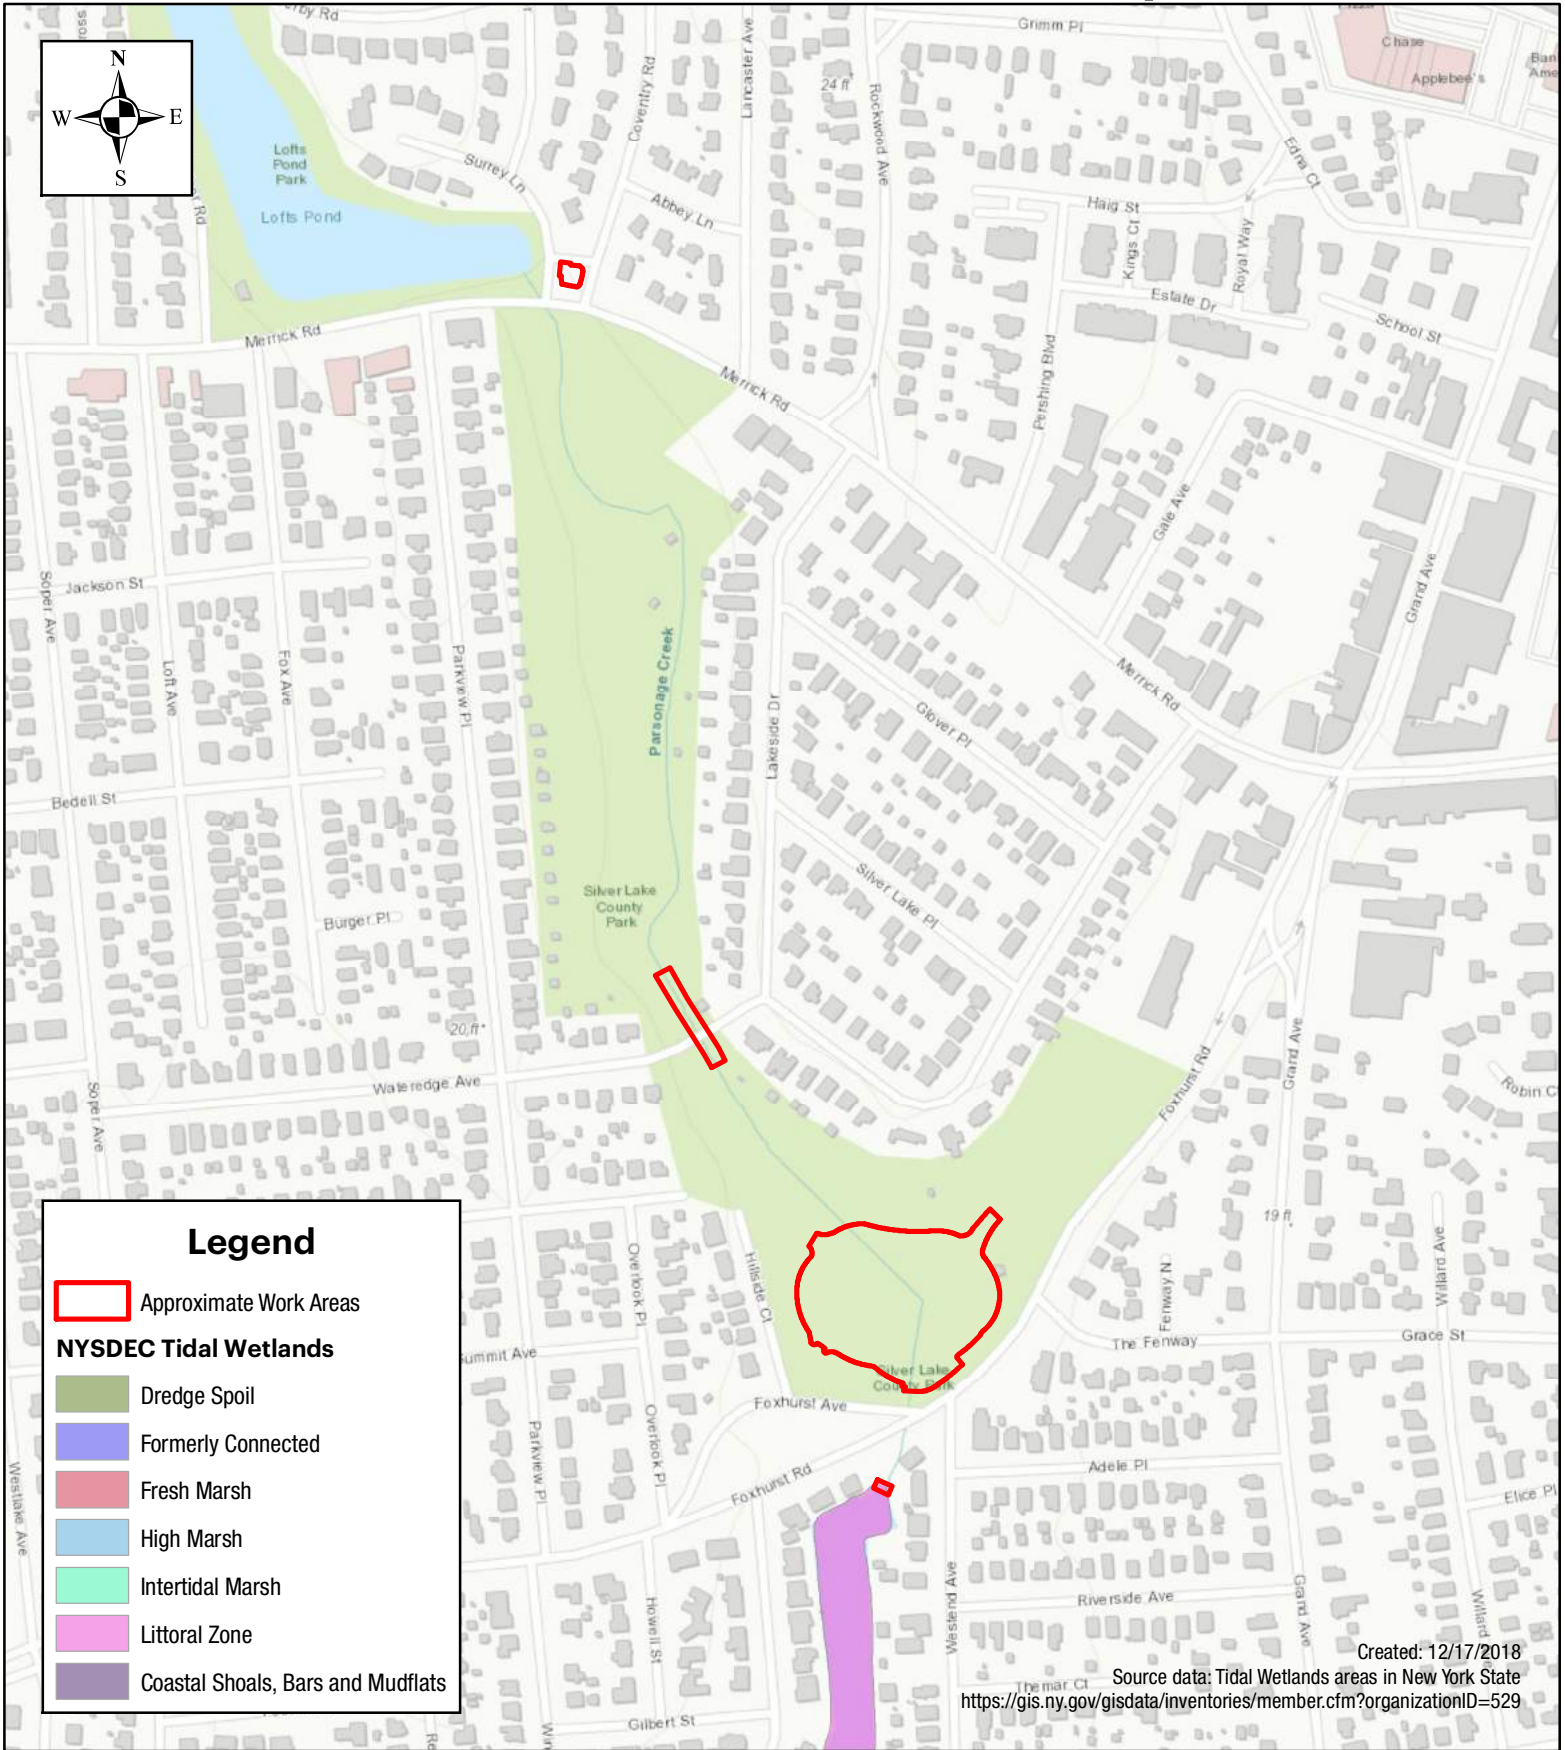 N
W
E
S
Coventry Rd
Lancaster Ave
24 ft
Rockwood Ave
Grimm Pl
Chase
Applebee's
Edna Ct
Lofts
Pond
Park
Lofts Pond
Surrey Ln
Abbey Ln
Haig St
Kings Ct
Royal Way
Estate Dr
School St
Merrick Rd
Merrick Rd
Pershing Blvd
Gale Ave
Grand Ave
Jackson St
Soper Ave
Loft Ave
Fox Ave
Parkview Pl
Parsonage Creek
Lakeside Dr
Glover Pl
Merrick Rd
Bedell St
Silver Lake
County
Park
Silver Lake Pl
Burger Pl
20 ft
Wateredge Ave
Soper Ave
Foxhurst Rd
Grand Ave
Robin C
19 ft
Willard Ave
Hillside Ct
Overlook Pl
Fenway N
The Fenway
Grace St
Summit Ave
Silver Lake
County Park
Foxhurst Ave
Parkview Pl
Overlook Pl
Foxhurst Rd
Adele Pl
Elice Pl
Westlake Ave
Westend Ave
Riverside Ave
Grand Ave
Willard
Howell St
Themar Ct
Gilbert St
Legend
Approximate Work Areas
NYSDEC Tidal Wetlands
Dredge Spoil
Formerly Connected
Fresh Marsh
High Marsh
Intertidal Marsh
Littoral Zone
Coastal Shoals, Bars and Mudflats
Created: 12/17/2018
Source data: Tidal Wetlands areas in New York State
https://gis.ny.gov/gisdata/inventories/member.cfm?organizationID=529